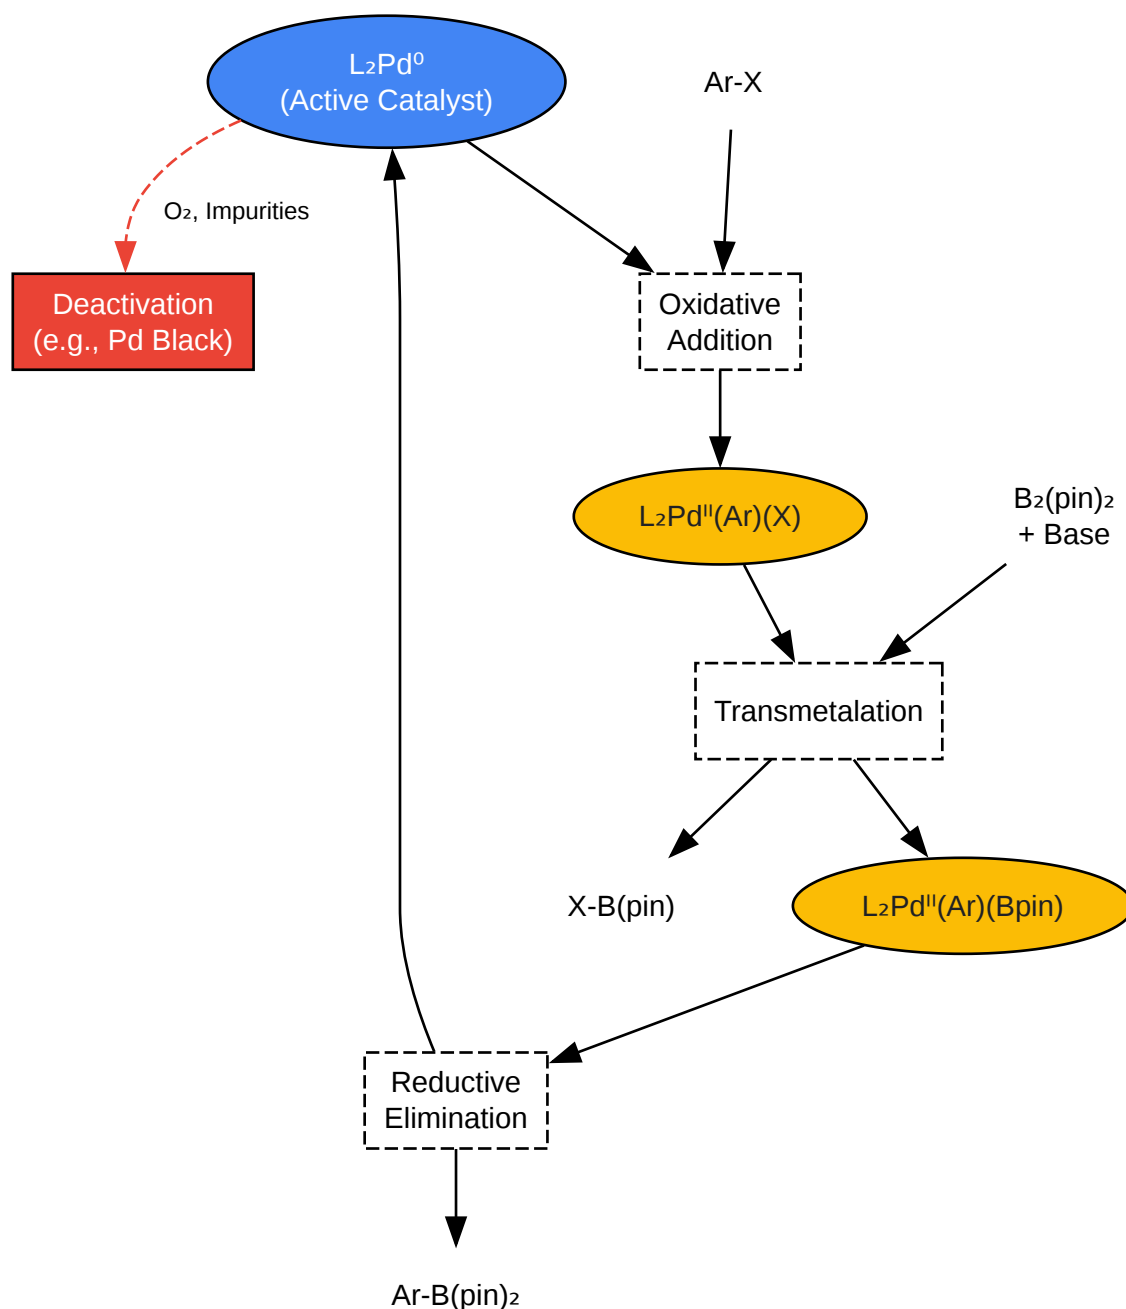 L₂Pd⁰
(Active Catalyst)
Ar-X
O₂, Impurities
Deactivation
(e.g., Pd Black)
Oxidative
Addition
L₂Pdᴵᴵ(Ar)(X)
B₂(pin)₂
+ Base
Transmetalation
X-B(pin)
L₂Pdᴵᴵ(Ar)(Bpin)
Reductive
Elimination
Ar-B(pin)₂